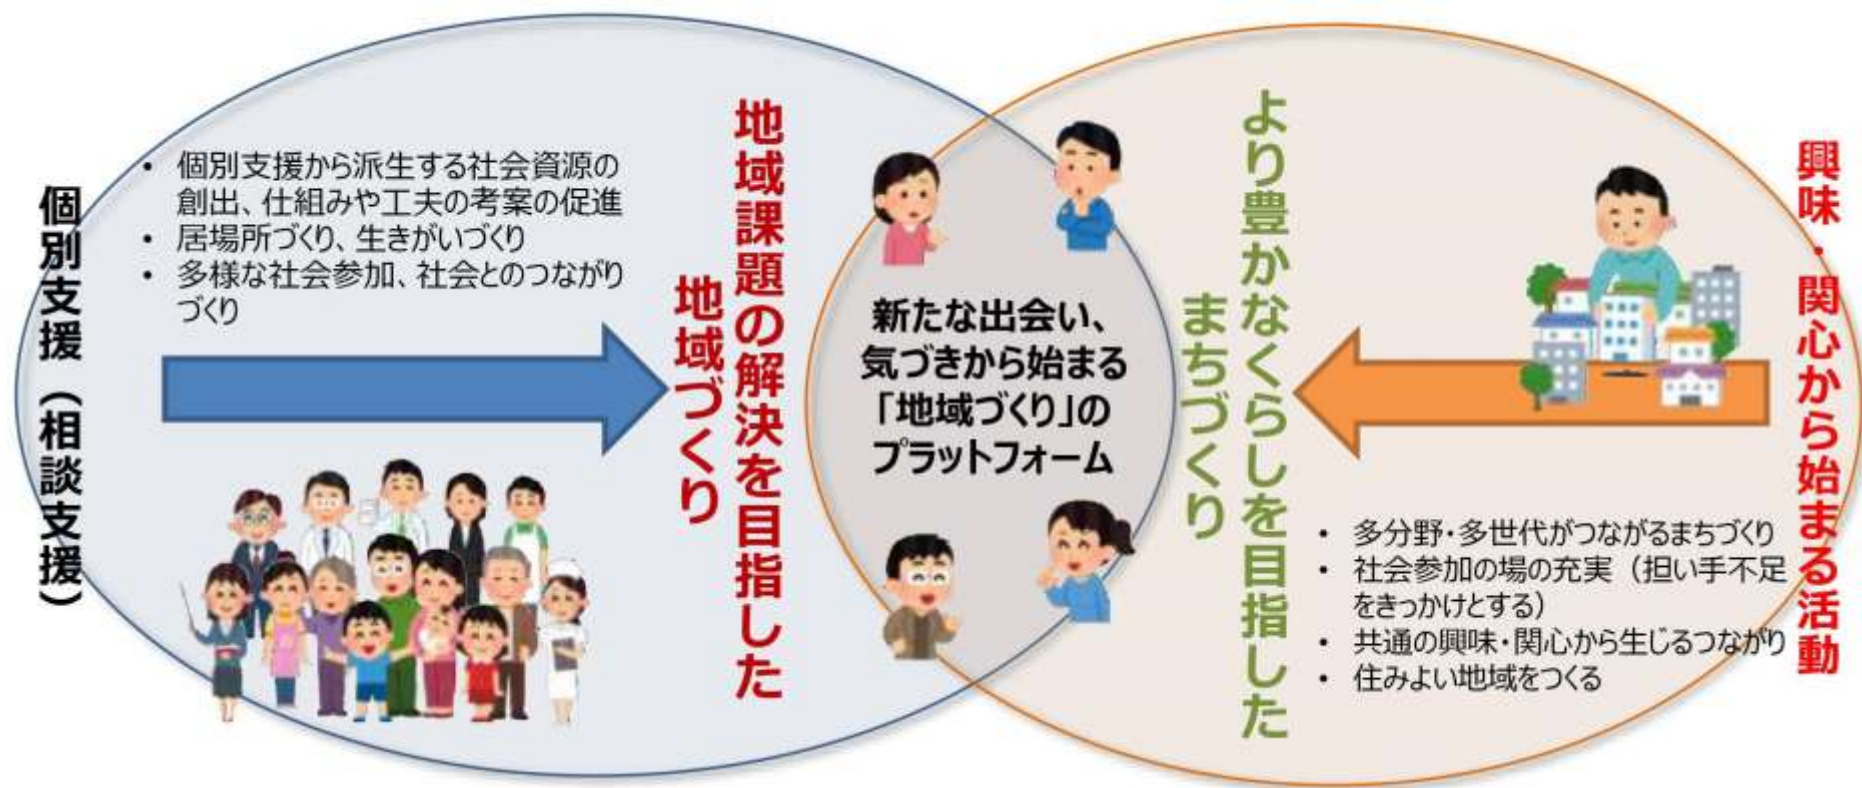 個別支援（相談支援）
• 個別支援から派生する社会資源の
創出、仕組みや工夫の考案の促進
• 居場所づくり、生きがいづくり
• 多様な社会参加、社会とのつながり
づくり
地域課題の解決を目指した
地域づくり
新たな出会い、
気づきから始まる
「地域づくり」の
プラットフォーム
より豊かなくらしを目指した
まちづくり
興味・関心から始まる活動
• 多分野・多世代がつながるまちづくり
• 社会参加の場の充実（担い手不足
をきっかけとする）
• 共通の興味・関心から生じるつながり
• 住みよい地域をつくる